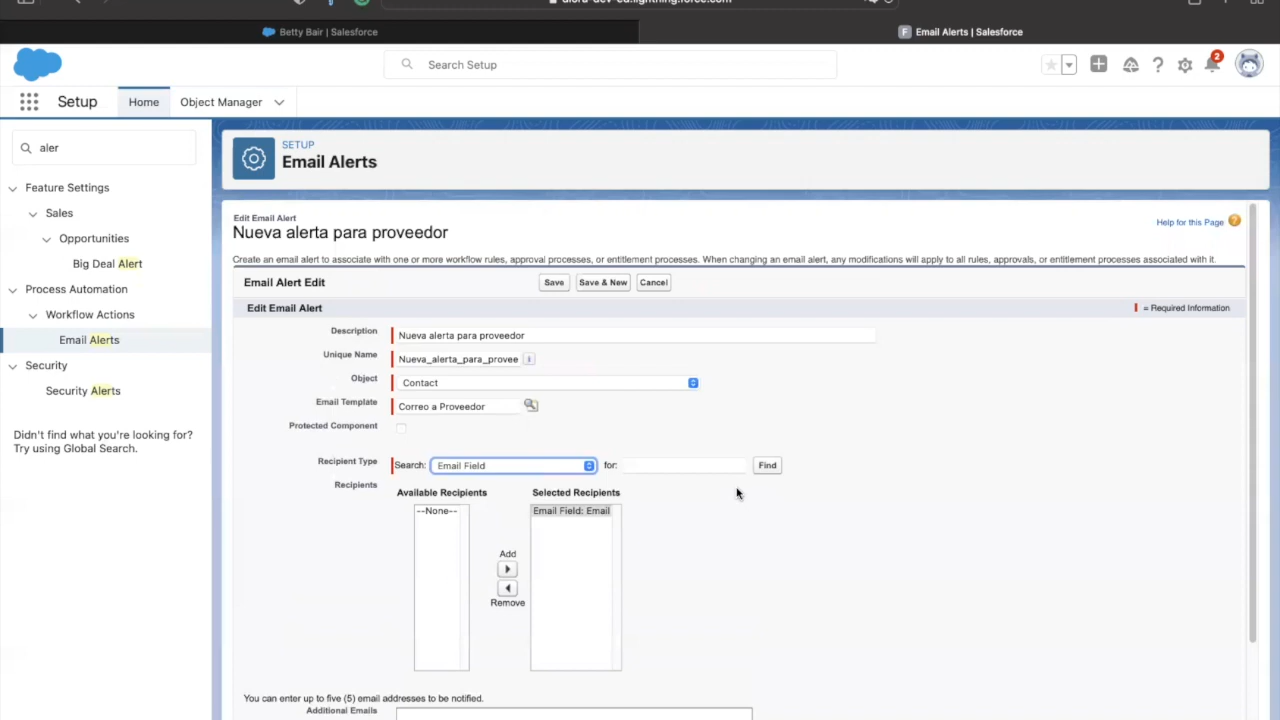 Betty Bair | Salesforce
Email Alerts | Salesforce
Search Setup
2
Setup
Home
Object Manager
aler
Feature Settings
Sales
Opportunities
Big Deal Alert
Process Automation
Workflow Actions
Email Alerts
Security
Security Alerts
Didn't find what you're looking for?
Try using Global Search.
SETUP
Email Alerts
Edit Email Alert
Nueva alerta para proveedor
Help for this Page
Create an email alert to associate with one or more workflow rules, approval processes, or entitlement processes. When changing an email alert, any modifications will apply to all rules, approvals, or entitlement processes associated with it.
Email Alert Edit
Save
Save & New
Cancel
Edit Email Alert
= Required Information
Description
Nueva alerta para proveedor
Unique Name
Nueva_alerta_para_provee
Object
Contact
Email Template
Correo a Proveedor
Protected Component
Recipient Type
Search:
Email Field
for:
Find
Recipients
Available Recipients
Selected Recipients
--None--
Email Field: Email
Add
Remove
You can enter up to five (5) email addresses to be notified.
Additional Emails